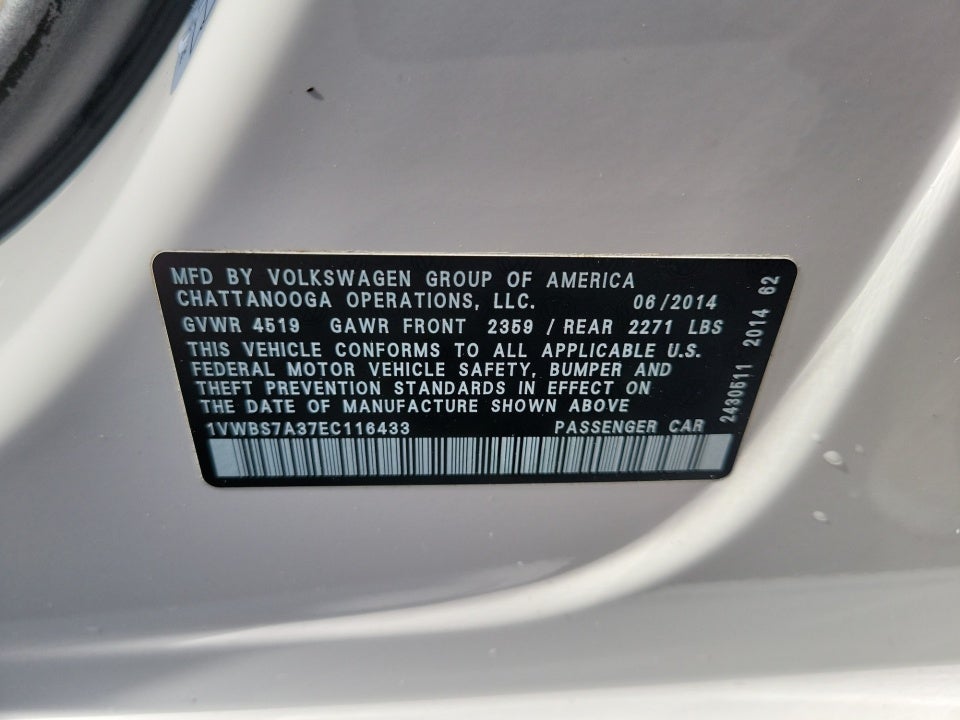 MFD BY VOLKSWAGEN GROUP OF AMERICA
CHATTANOOGA OPERATIONS, LLC. 06/2014
GVWR 4519 GAWR FRONT 2359 / REAR 2271 LBS
THIS VEHICLE CONFORMS TO ALL APPLICABLE U.S.
FEDERAL MOTOR VEHICLE SAFETY, BUMPER AND
THEFT PREVENTION STANDARDS IN EFFECT ON
THE DATE OF MANUFACTURE SHOWN ABOVE
1VWBS7A37EC116433 PASSENGER CAR
2430511 2014 62